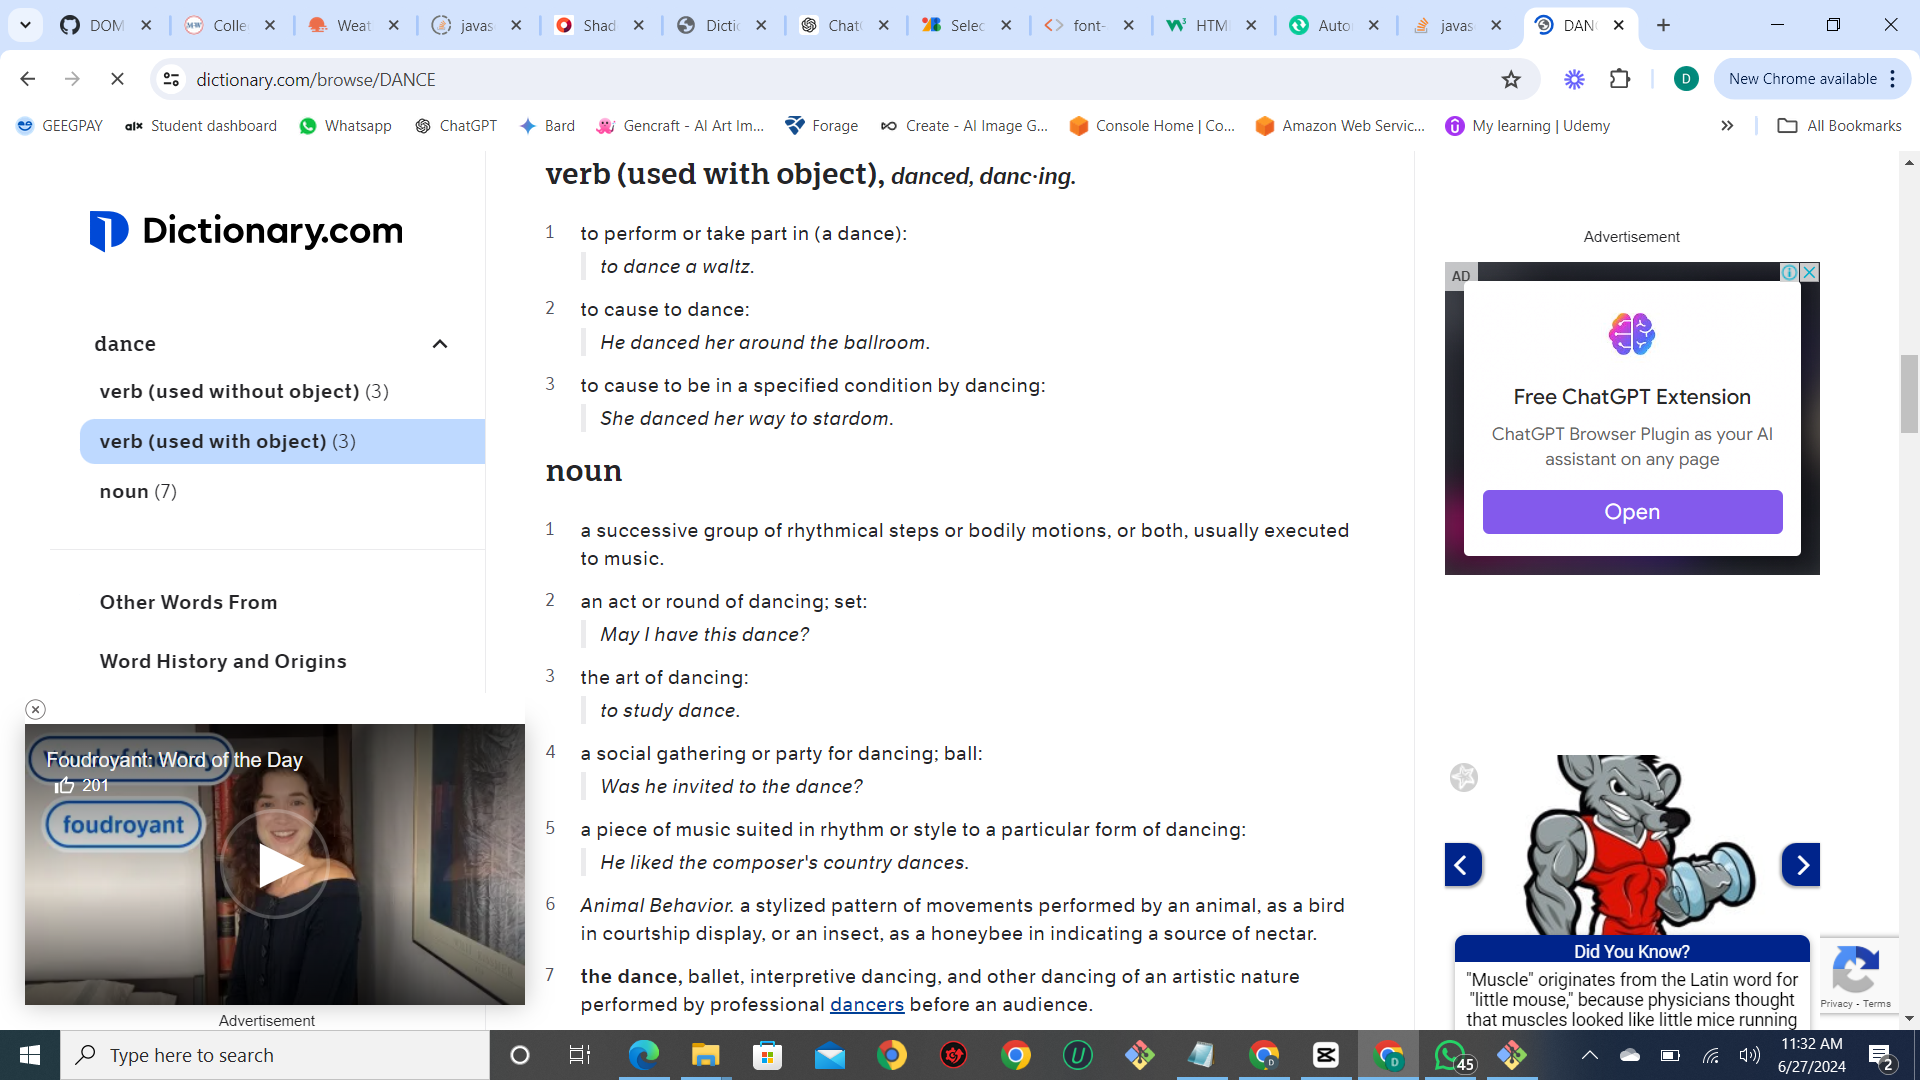 DOM
Colle
Weat
javas
Shad
Dictio
Chat
Selec
font-
HTM
Autor
javas
DAN
dictionary.com/browse/DANCE
D
New Chrome available
GEEGPAY
alx Student dashboard
Whatsapp
ChatGPT
Bard
Gencraft - AI Art Im...
Forage
Create - AI Image G...
Console Home | Co...
Amazon Web Servic...
My learning | Udemy
All Bookmarks
Dictionary.com
dance
verb (used without object) (3)
verb (used with object) (3)
noun (7)
Other Words From
Word History and Origins
Foudroyant: Word of the Day
201
foudroyant
Advertisement
verb (used with object), danced, danc·ing.
1 to perform or take part in (a dance):
to dance a waltz.
2 to cause to dance:
He danced her around the ballroom.
3 to cause to be in a specified condition by dancing:
She danced her way to stardom.
noun
1 a successive group of rhythmical steps or bodily motions, or both, usually executed
to music.
2 an act or round of dancing; set:
May I have this dance?
3 the art of dancing:
to study dance.
4 a social gathering or party for dancing; ball:
Was he invited to the dance?
5 a piece of music suited in rhythm or style to a particular form of dancing:
He liked the composer's country dances.
6 Animal Behavior. a stylized pattern of movements performed by an animal, as a bird
in courtship display, or an insect, as a honeybee in indicating a source of nectar.
7 the dance, ballet, interpretive dancing, and other dancing of an artistic nature
performed by professional dancers before an audience.
Advertisement
AD
Free ChatGPT Extension
ChatGPT Browser Plugin as your AI
assistant on any page
Open
Did You Know?
"Muscle" originates from the Latin word for
"little mouse," because physicians thought
that muscles looked like little mice running
Privacy - Terms
Type here to search
45
11:32 AM
6/27/2024
2